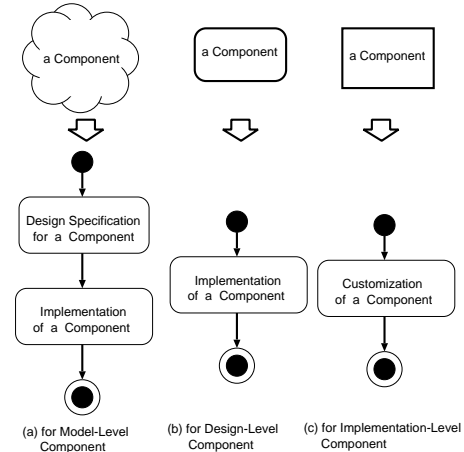 a Component
a Component
a Component
Design Specification
for a Component
Implementation
of a Component
Implementation
of a Component
Customization
of a Component
(a) for Model-Level
Component
(b) for Design-Level
Component
(c) for Implementation-Level
Component